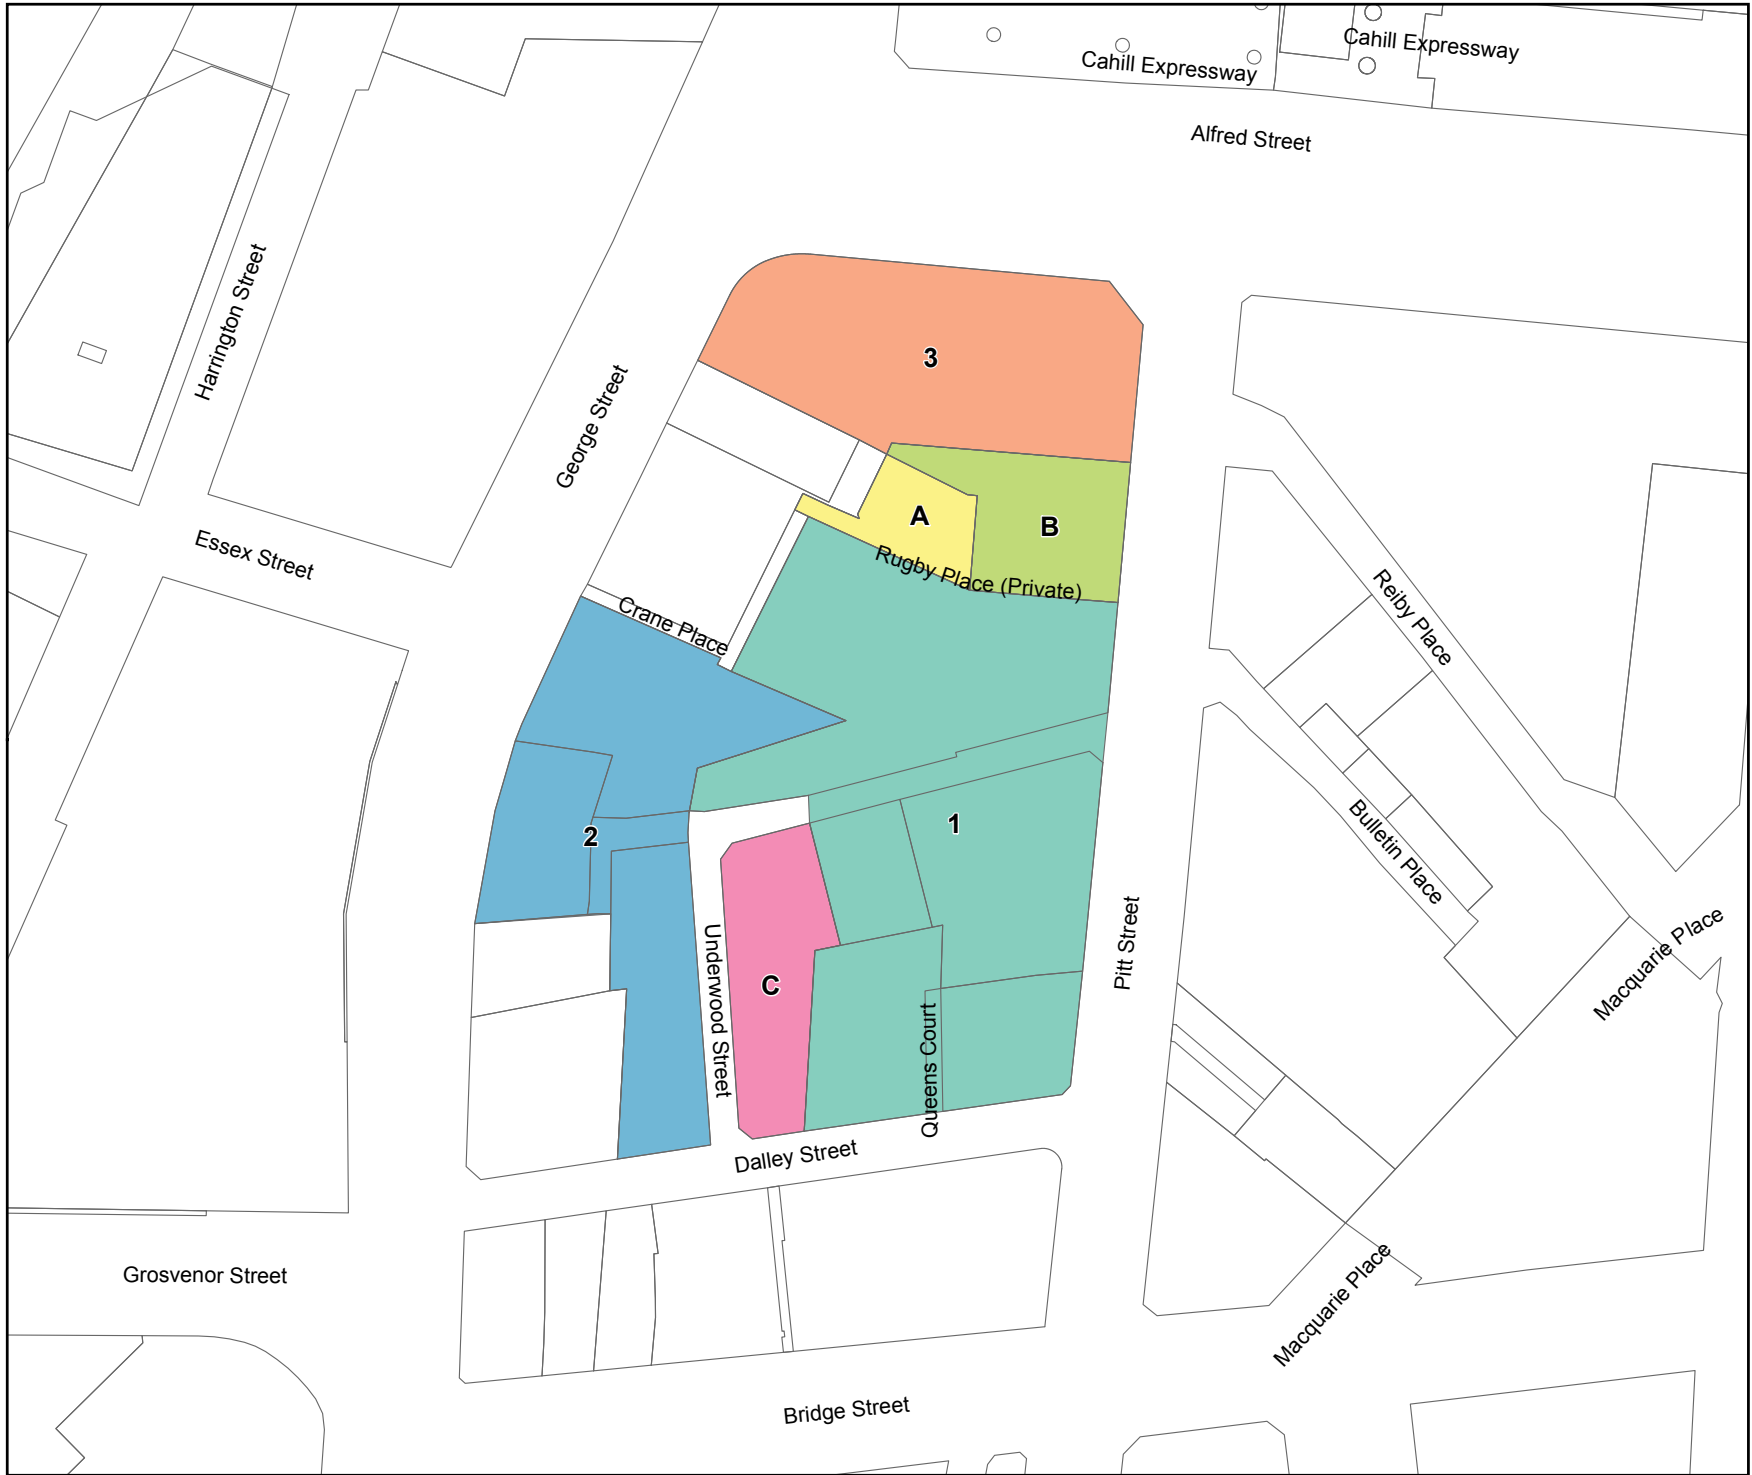 Cahill Expressway
Cahill Expressway
Alfred Street
Harrington Street
3
George Street
A
B
Essex Street
Rugby Place (Private)
Crane Place
Reiby Place
1
2
Bulletin Place
Underwood Street
C
Pitt Street
Macquarie Place
Queens Court
Dalley Street
Grosvenor Street
Macquarie Place
Bridge Street